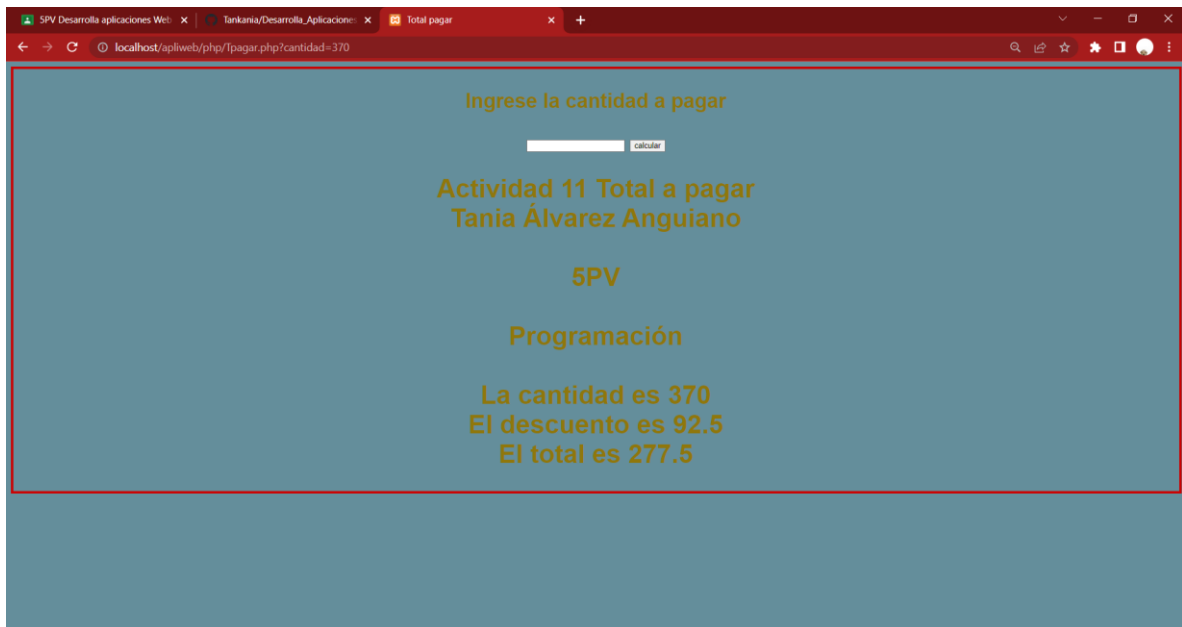 SPV Desarrolla aplicaciones Web
Tankania/Desarrolla_Aplicaciones
Total pagar
localhost/apliweb/php/Tpagar.php?cantidad=370
Ingrese la cantidad a pagar
calcular
Actividad 11 Total a pagar
Tania Álvarez Anguiano
5PV
Programación
La cantidad es 370
El descuento es 92.5
El total es 277.5